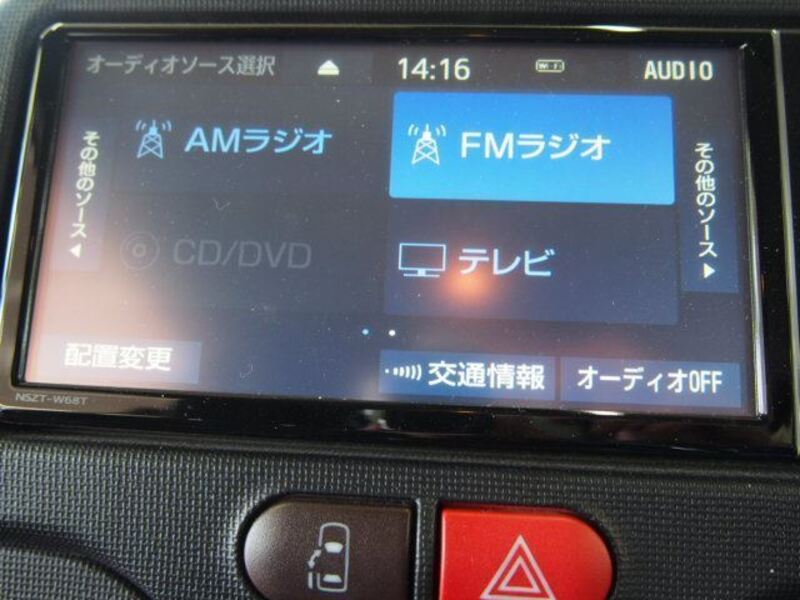 オーディオソース選択 14:16 AUDIO
AMラジオ FMラジオ
その他のソース
その他のソース
CD/DVD テレビ
配置変更 交通情報 オーディオOFF
NSZT-W68T